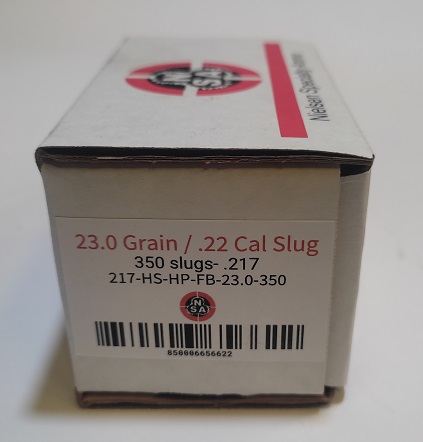 NSA
Nielsen Specialty Ammo
23.0 Grain / .22 Cal Slug
350 slugs- .217
217-HS-HP-FB-23.0-350
NSA
850006656622